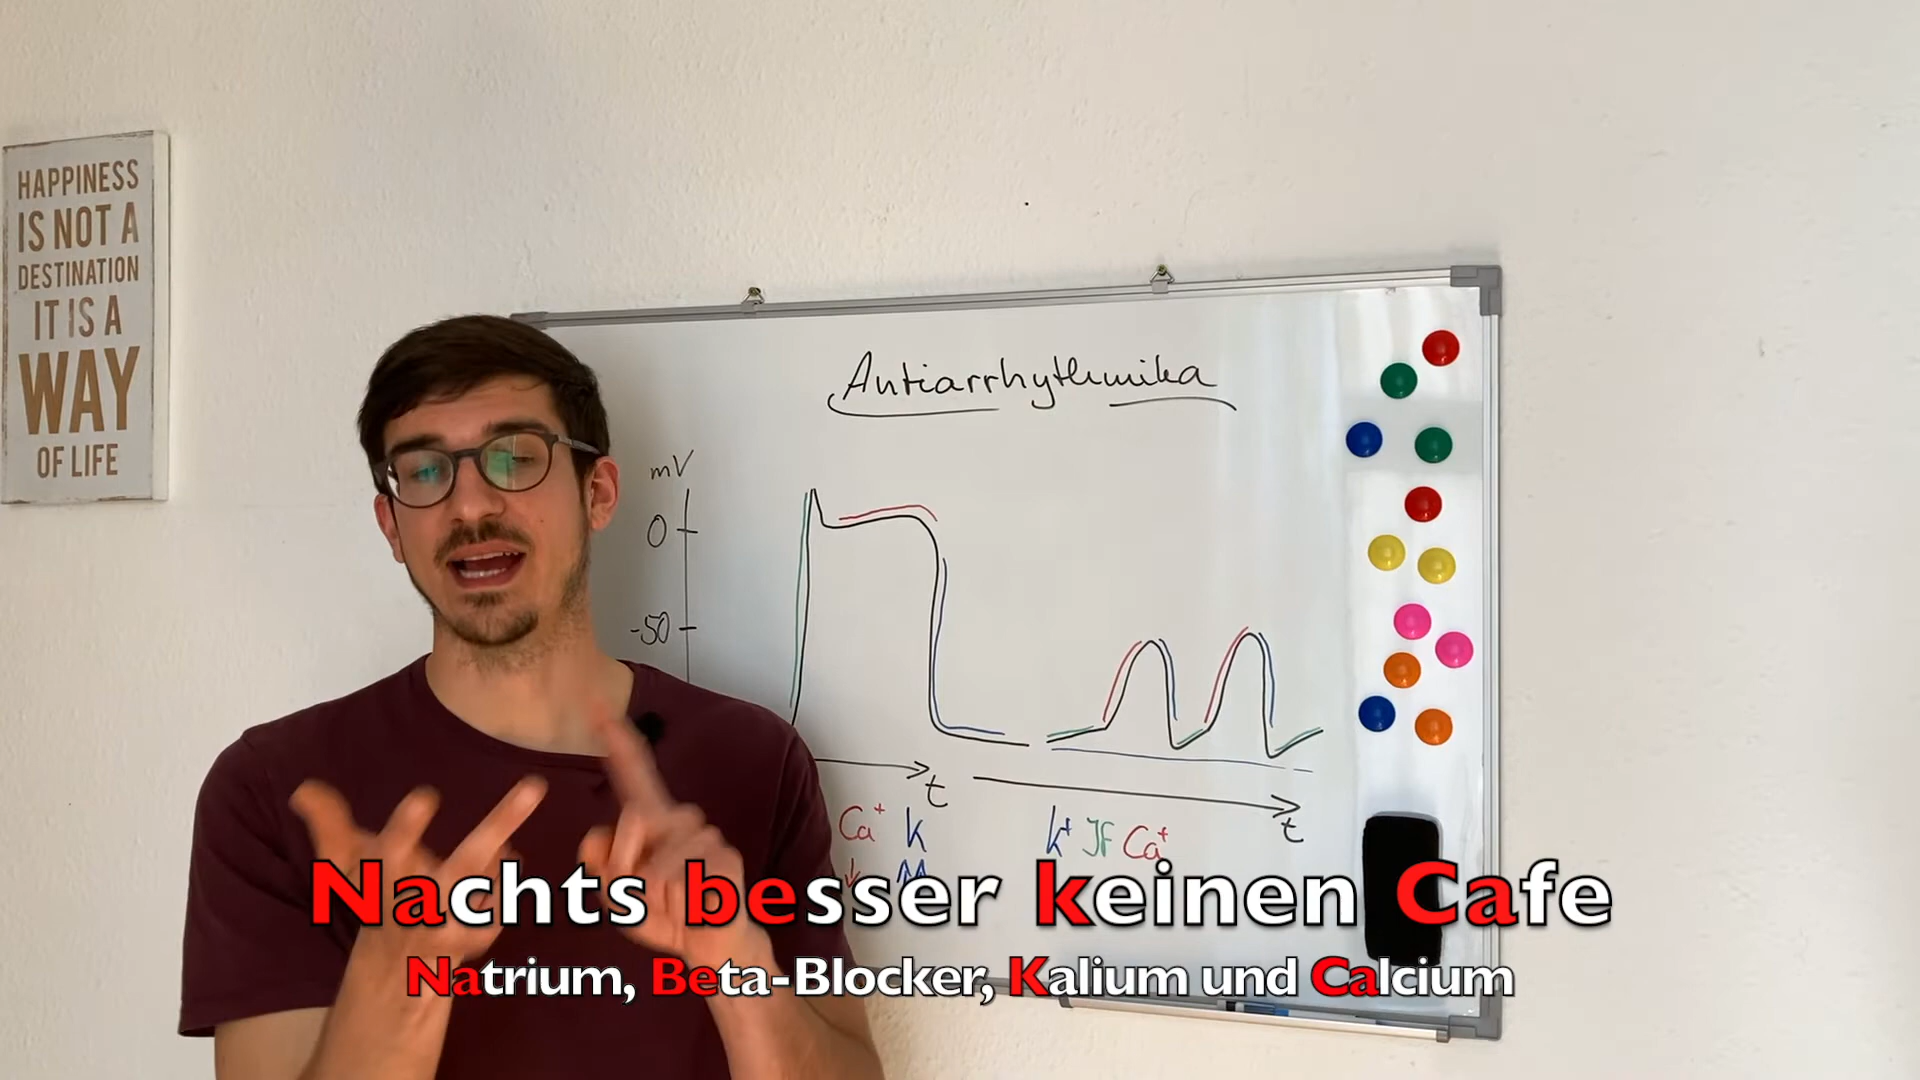 HAPPINESS
IS NOT A
DESTINATION
IT IS A
WAY
OF LIFE
Antiarrhythmika
mV
0
-50
t
t
Ca⁺ K
K⁺ If Ca⁺
Nachts besser keinen Cafe
Natrium, Beta-Blocker, Kalium und Calcium